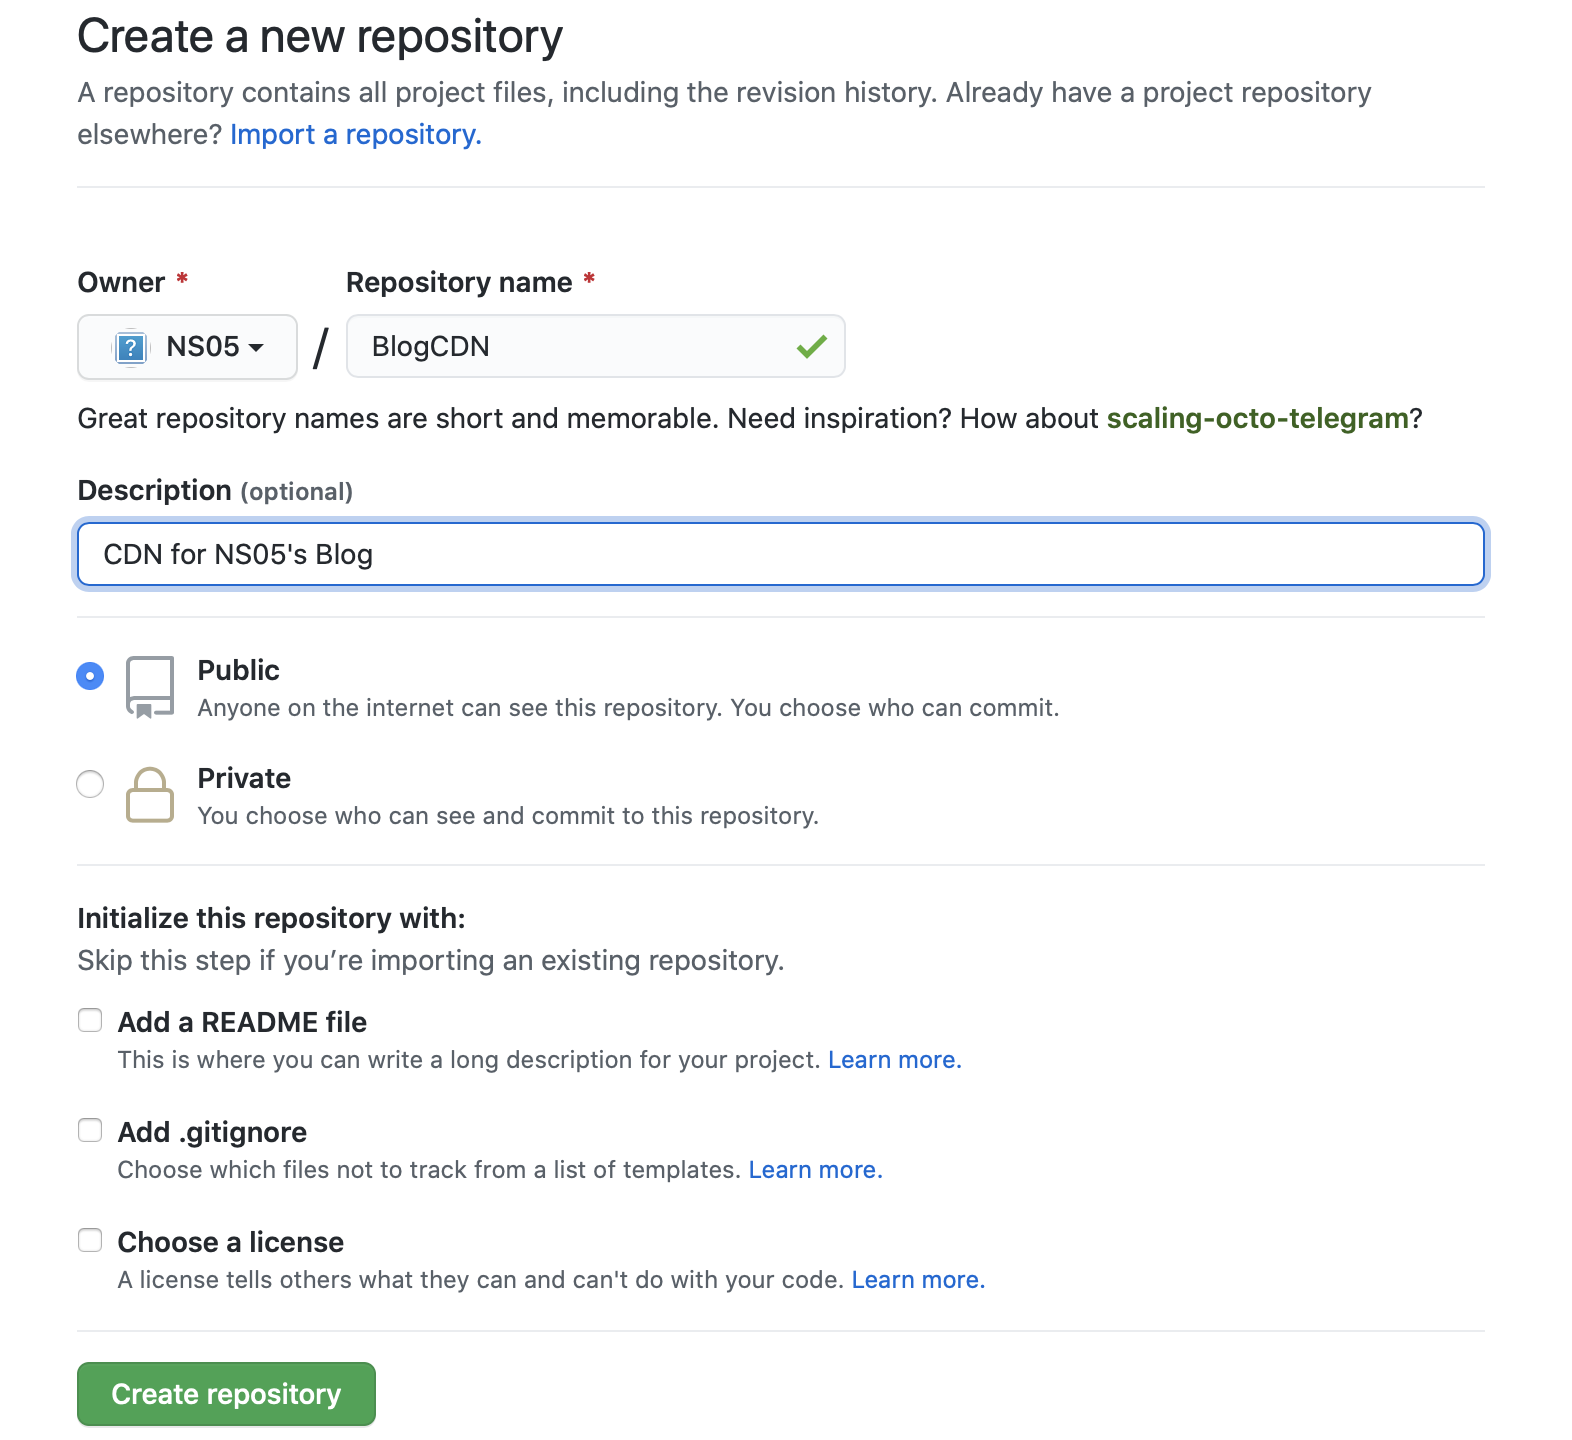 Create a new repository
A repository contains all project files, including the revision history. Already have a project repository
elsewhere? Import a repository.
Owner * Repository name *
? NS05 / BlogCDN
Great repository names are short and memorable. Need inspiration? How about scaling-octo-telegram?
Description (optional)
CDN for NS05's Blog
Public
Anyone on the internet can see this repository. You choose who can commit.
Private
You choose who can see and commit to this repository.
Initialize this repository with:
Skip this step if you’re importing an existing repository.
Add a README file
This is where you can write a long description for your project. Learn more.
Add .gitignore
Choose which files not to track from a list of templates. Learn more.
Choose a license
A license tells others what they can and can't do with your code. Learn more.
Create repository